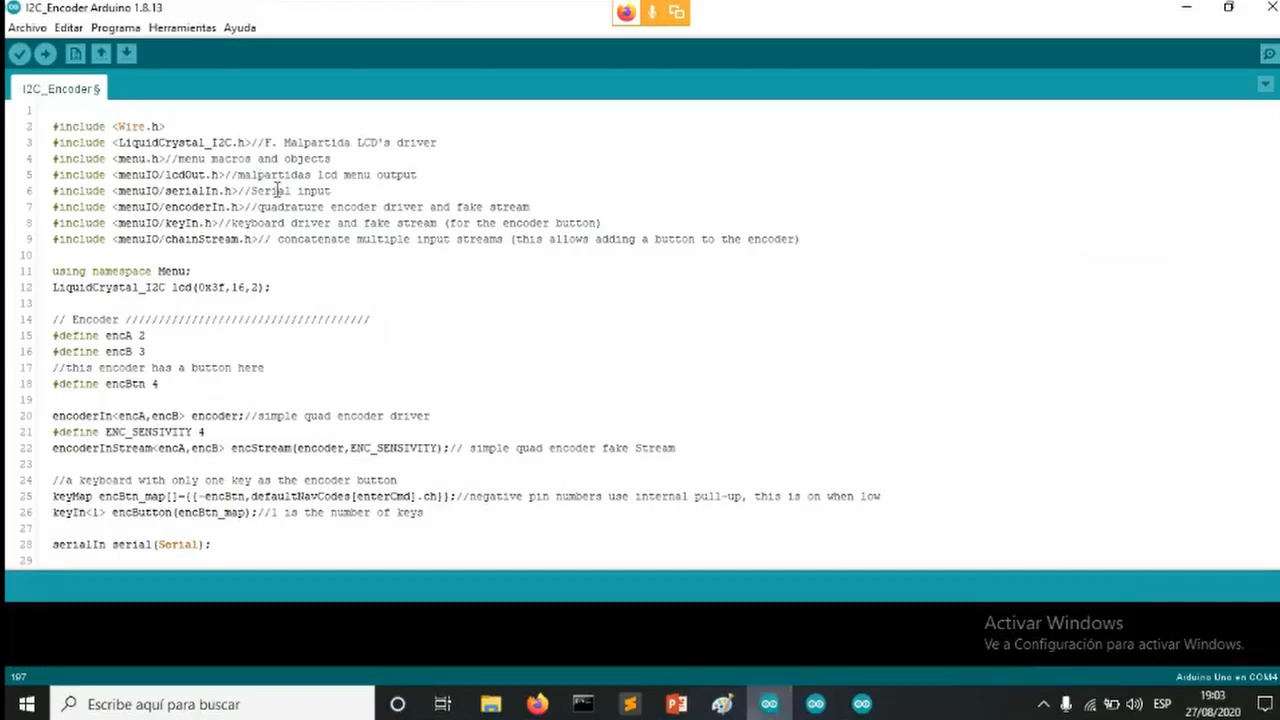 I2C_Encoder Arduino 1.8.13
Archivo Editar Programa Herramientas Ayuda
I2C_Encoder§
1
2 #include <Wire.h>
3 #include <LiquidCrystal_I2C.h>//F. Malpartida LCD's driver
4 #include <menu.h>//menu macros and objects
5 #include <menuIO/lcdOut.h>//malpartidas lcd menu output
6 #include <menuIO/serialIn.h>//Serial input
7 #include <menuIO/encoderIn.h>//quadrature encoder driver and fake stream
8 #include <menuIO/keyIn.h>//keyboard driver and fake stream (for the encoder button)
9 #include <menuIO/chainStream.h>// concatenate multiple input streams (this allows adding a button to the encoder)
10
11 using namespace Menu;
12 LiquidCrystal_I2C lcd(0x3f,16,2);
13
14 // Encoder /////////////////////////////////////
15 #define encA 2
16 #define encB 3
17 //this encoder has a button here
18 #define encBtn 4
19
20 encoderIn<encA,encB> encoder;//simple quad encoder driver
21 #define ENC_SENSIVITY 4
22 encoderInStream<encA,encB> encStream(encoder,ENC_SENSIVITY);// simple quad encoder fake Stream
23
24 //a keyboard with only one key as the encoder button
25 keyMap encBtn_map[]={{-encBtn,defaultNavCodes[enterCmd].ch}};//negative pin numbers use internal pull-up, this is on when low
26 keyIn<1> encButton(encBtn_map);//1 is the number of keys
27
28 serialIn serial(Serial);
29
Activar Windows
Ve a Configuración para activar Windows.
197
Arduino Uno en COM4
Escribe aquí para buscar
ESP
19:03
27/08/2020